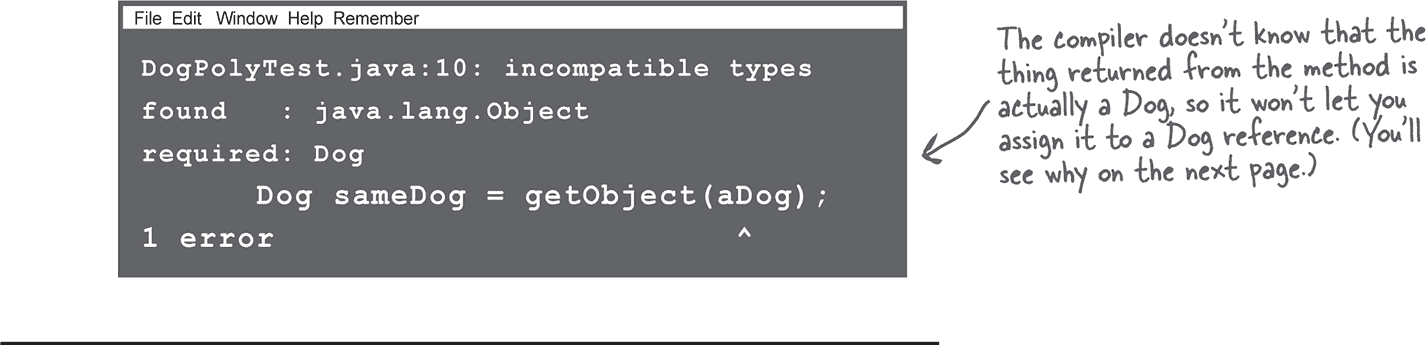 File Edit Window Help Remember
DogPolyTest.java:10: incompatible types
found   : java.lang.Object
required: Dog
Dog sameDog = getObject(aDog);
1 error                         ^
The compiler doesn't know that the
thing returned from the method is
actually a Dog, so it won't let you
assign it to a Dog reference. (You'll
see why on the next page.)